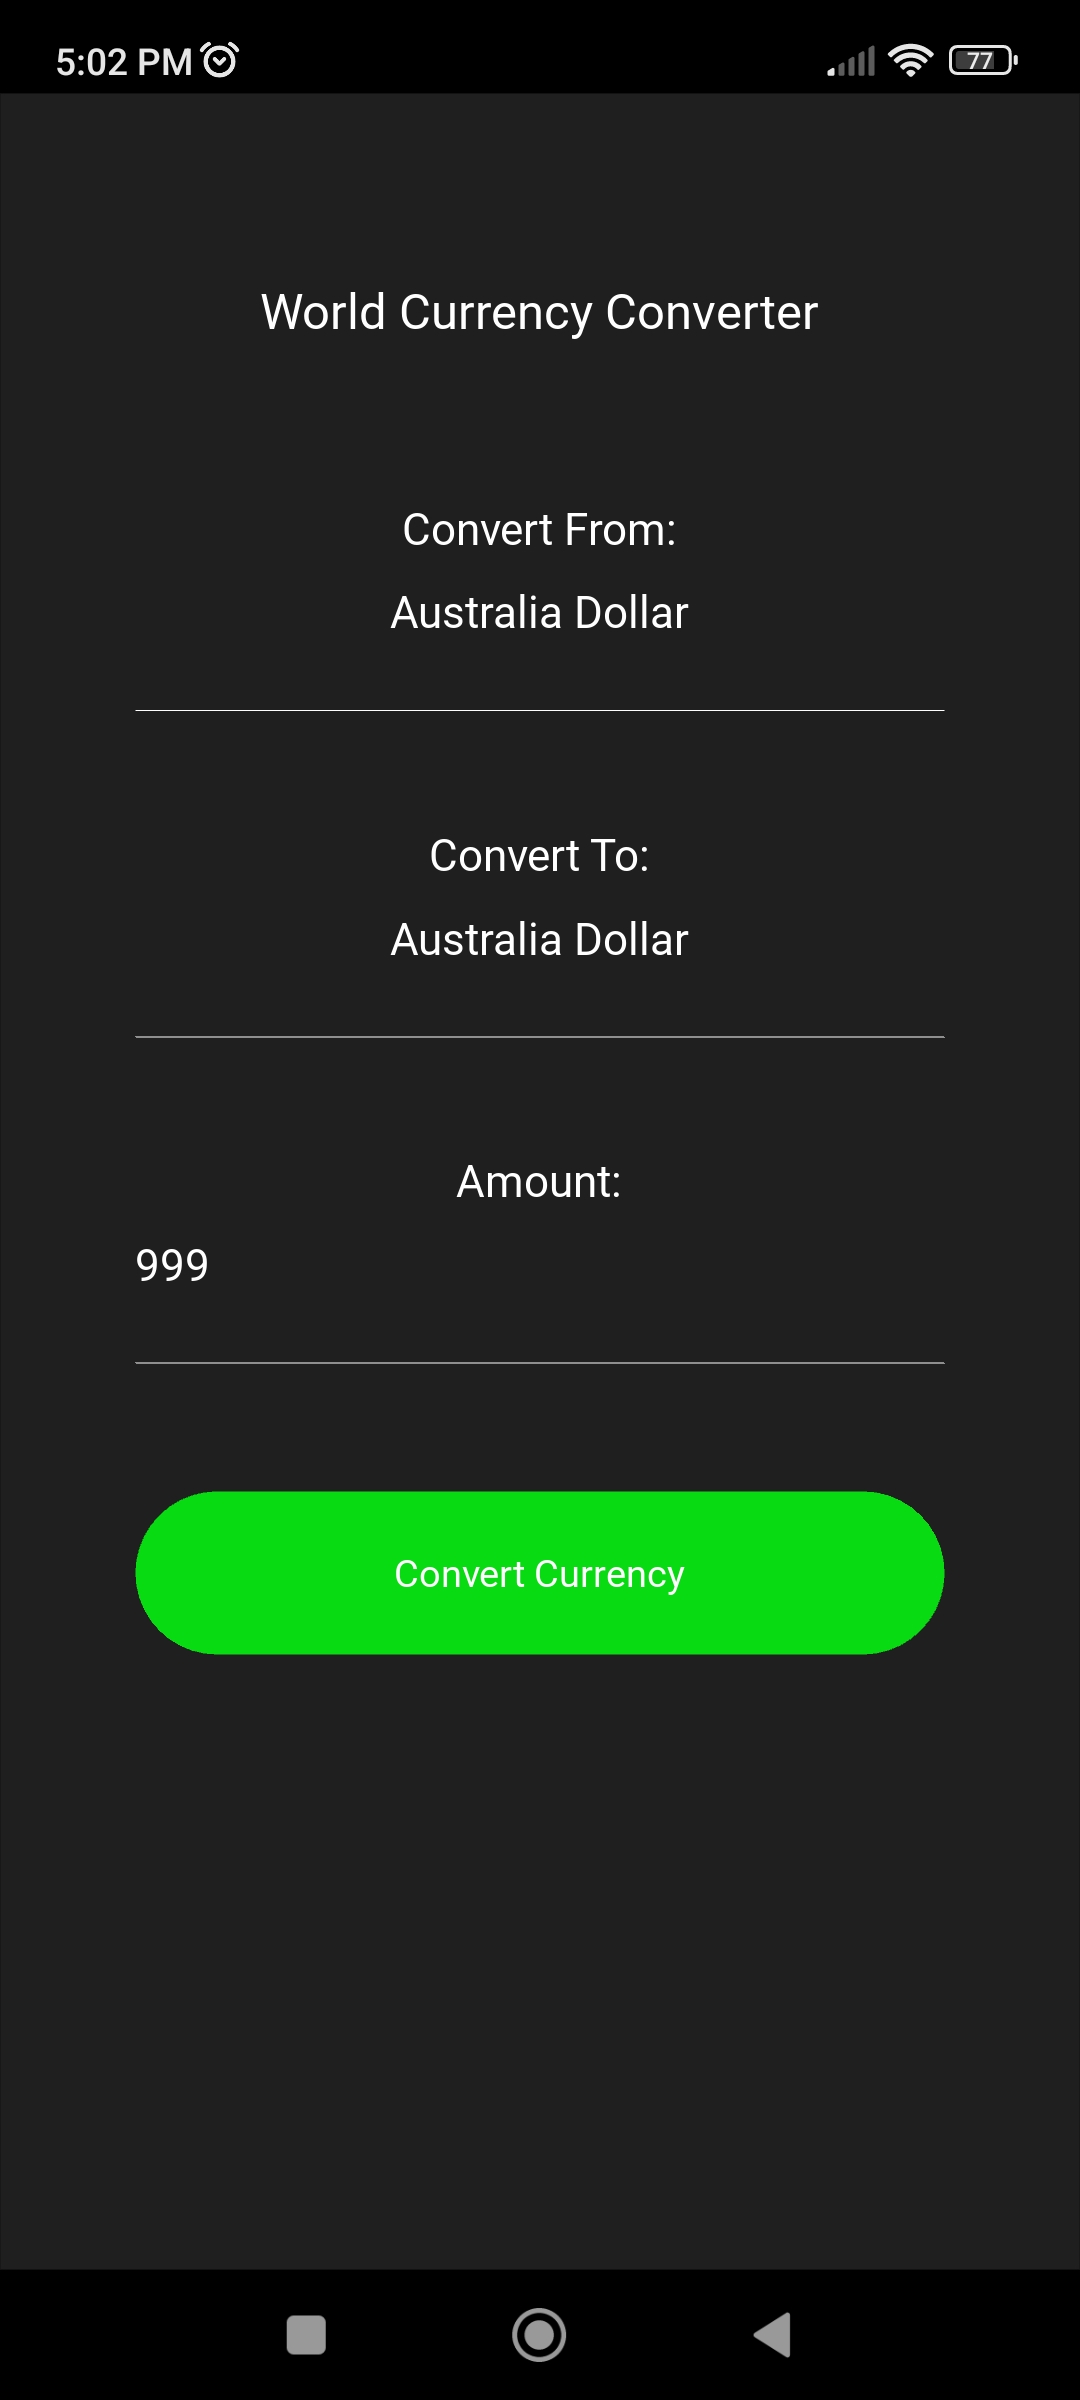 5:02 PM
77
World Currency Converter
Convert From:
Australia Dollar
Convert To:
Australia Dollar
Amount:
999
Convert Currency